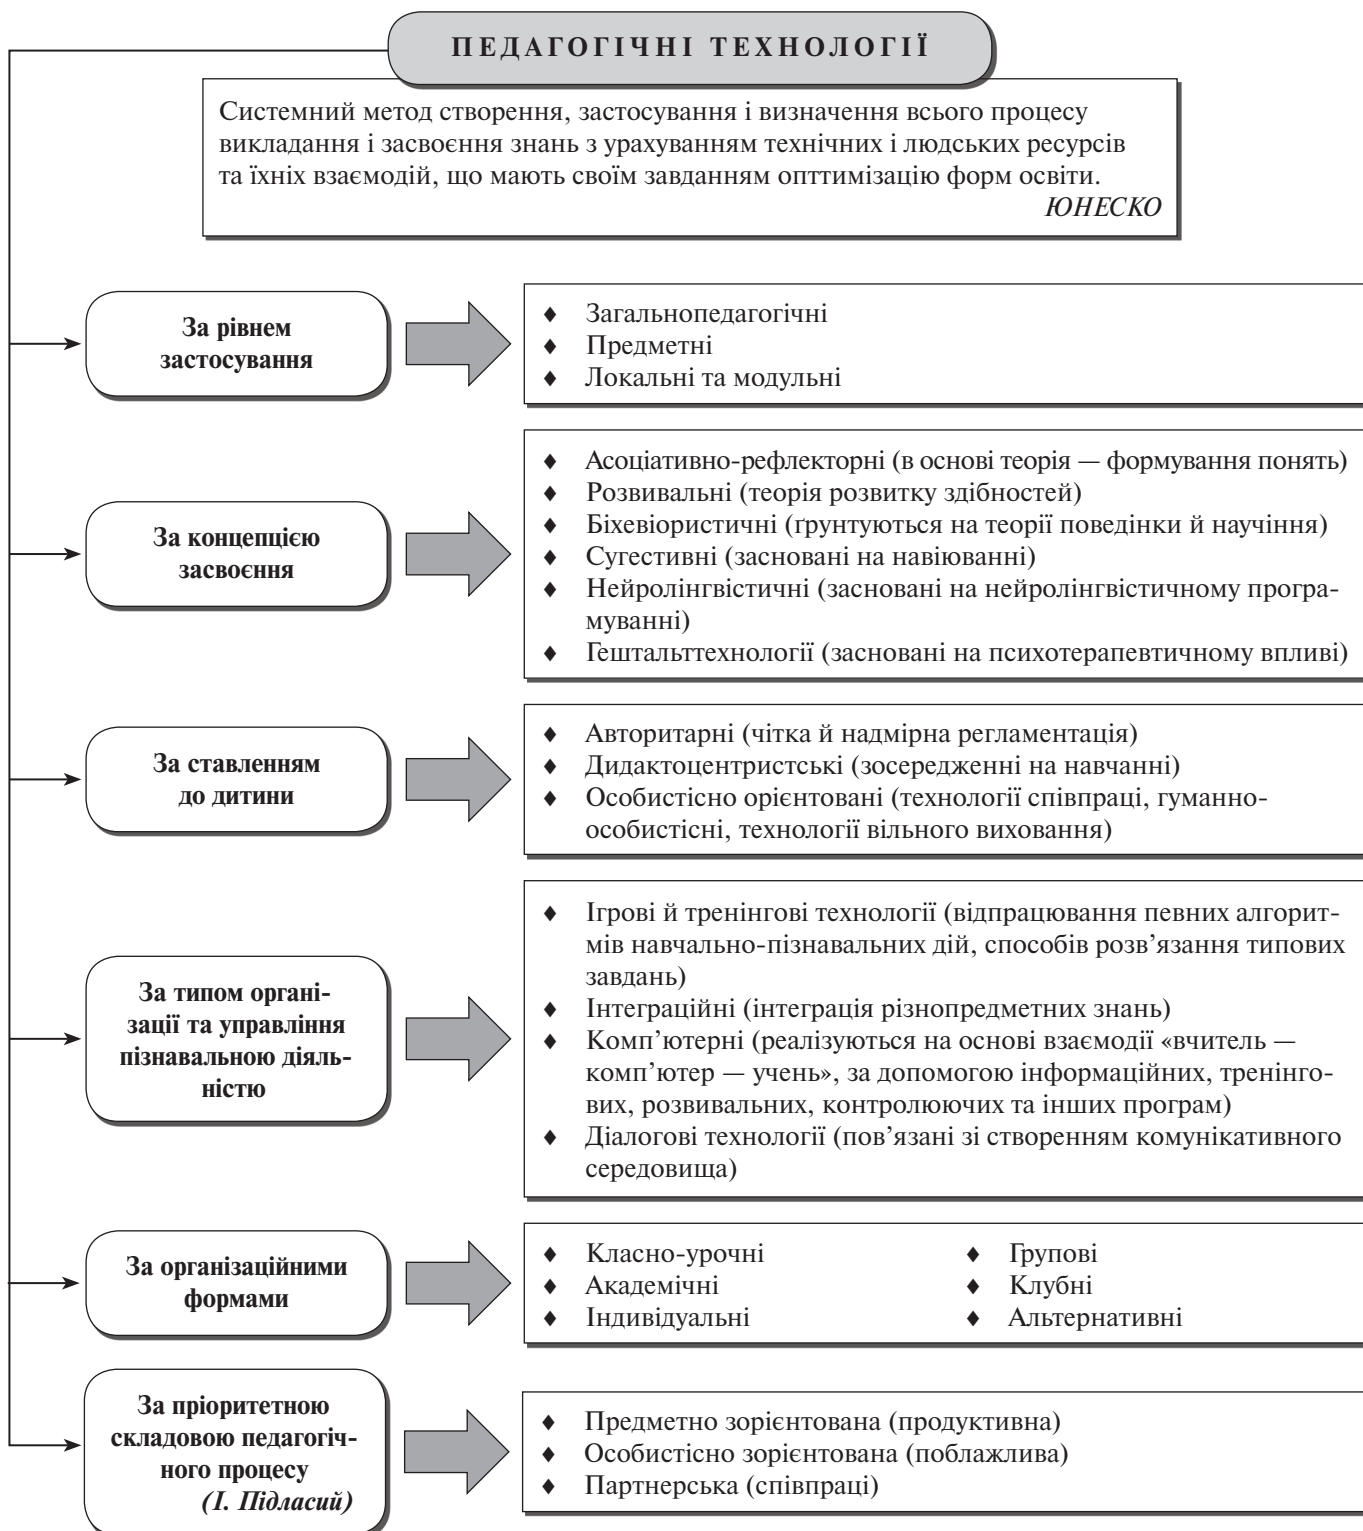 ПЕДАГОГІЧНІ ТЕХНОЛОГІЇ
Системний метод створення, застосування і визначення всього процесу
викладання і засвоєння знань з урахуванням технічних і людських ресурсів
та їхніх взаємодій, що мають своїм завданням опттимізацію форм освіти.
ЮНЕСКО
За рівнем
застосування
♦ Загальнопедагогічні
♦ Предметні
♦ Локальні та модульні
За концепцією
засвоєння
♦ Асоціативно-рефлекторні (в основі теорія — формування понять)
♦ Розвивальні (теорія розвитку здібностей)
♦ Біхевіористичні (ґрунтуються на теорії поведінки й научіння)
♦ Сугестивні (засновані на навіюванні)
♦ Нейролінгвістичні (засновані на нейролінгвістичному програ-
муванні)
♦ Гештальттехнології (засновані на психотерапевтичному впливі)
За ставленням
до дитини
♦ Авторитарні (чітка й надмірна регламентація)
♦ Дидактоцентристські (зосередженні на навчанні)
♦ Особистісно орієнтовані (технології співпраці, гуманно-
особистісні, технології вільного виховання)
За типом органі-
зації та управління
пізнавальною діяль-
ністю
♦ Ігрові й тренінгові технології (відпрацювання певних алгорит-
мів навчально-пізнавальних дій, способів розв’язання типових
завдань)
♦ Інтеграційні (інтеграція різнопредметних знань)
♦ Комп’ютерні (реалізуються на основі взаємодії «вчитель —
комп’ютер — учень», за допомогою інформаційних, тренінго-
вих, розвивальних, контролюючих та інших програм)
♦ Діалогові технології (пов’язані зі створенням комунікативного
середовища)
За організаційними
формами
♦ Класно-урочні
♦ Академічні
♦ Індивідуальні
♦ Групові
♦ Клубні
♦ Альтернативні
За пріоритетною
складовою педагогіч-
ного процесу
(І. Підласий)
♦ Предметно зорієнтована (продуктивна)
♦ Особистісно зорієнтована (поблажлива)
♦ Партнерська (співпраці)